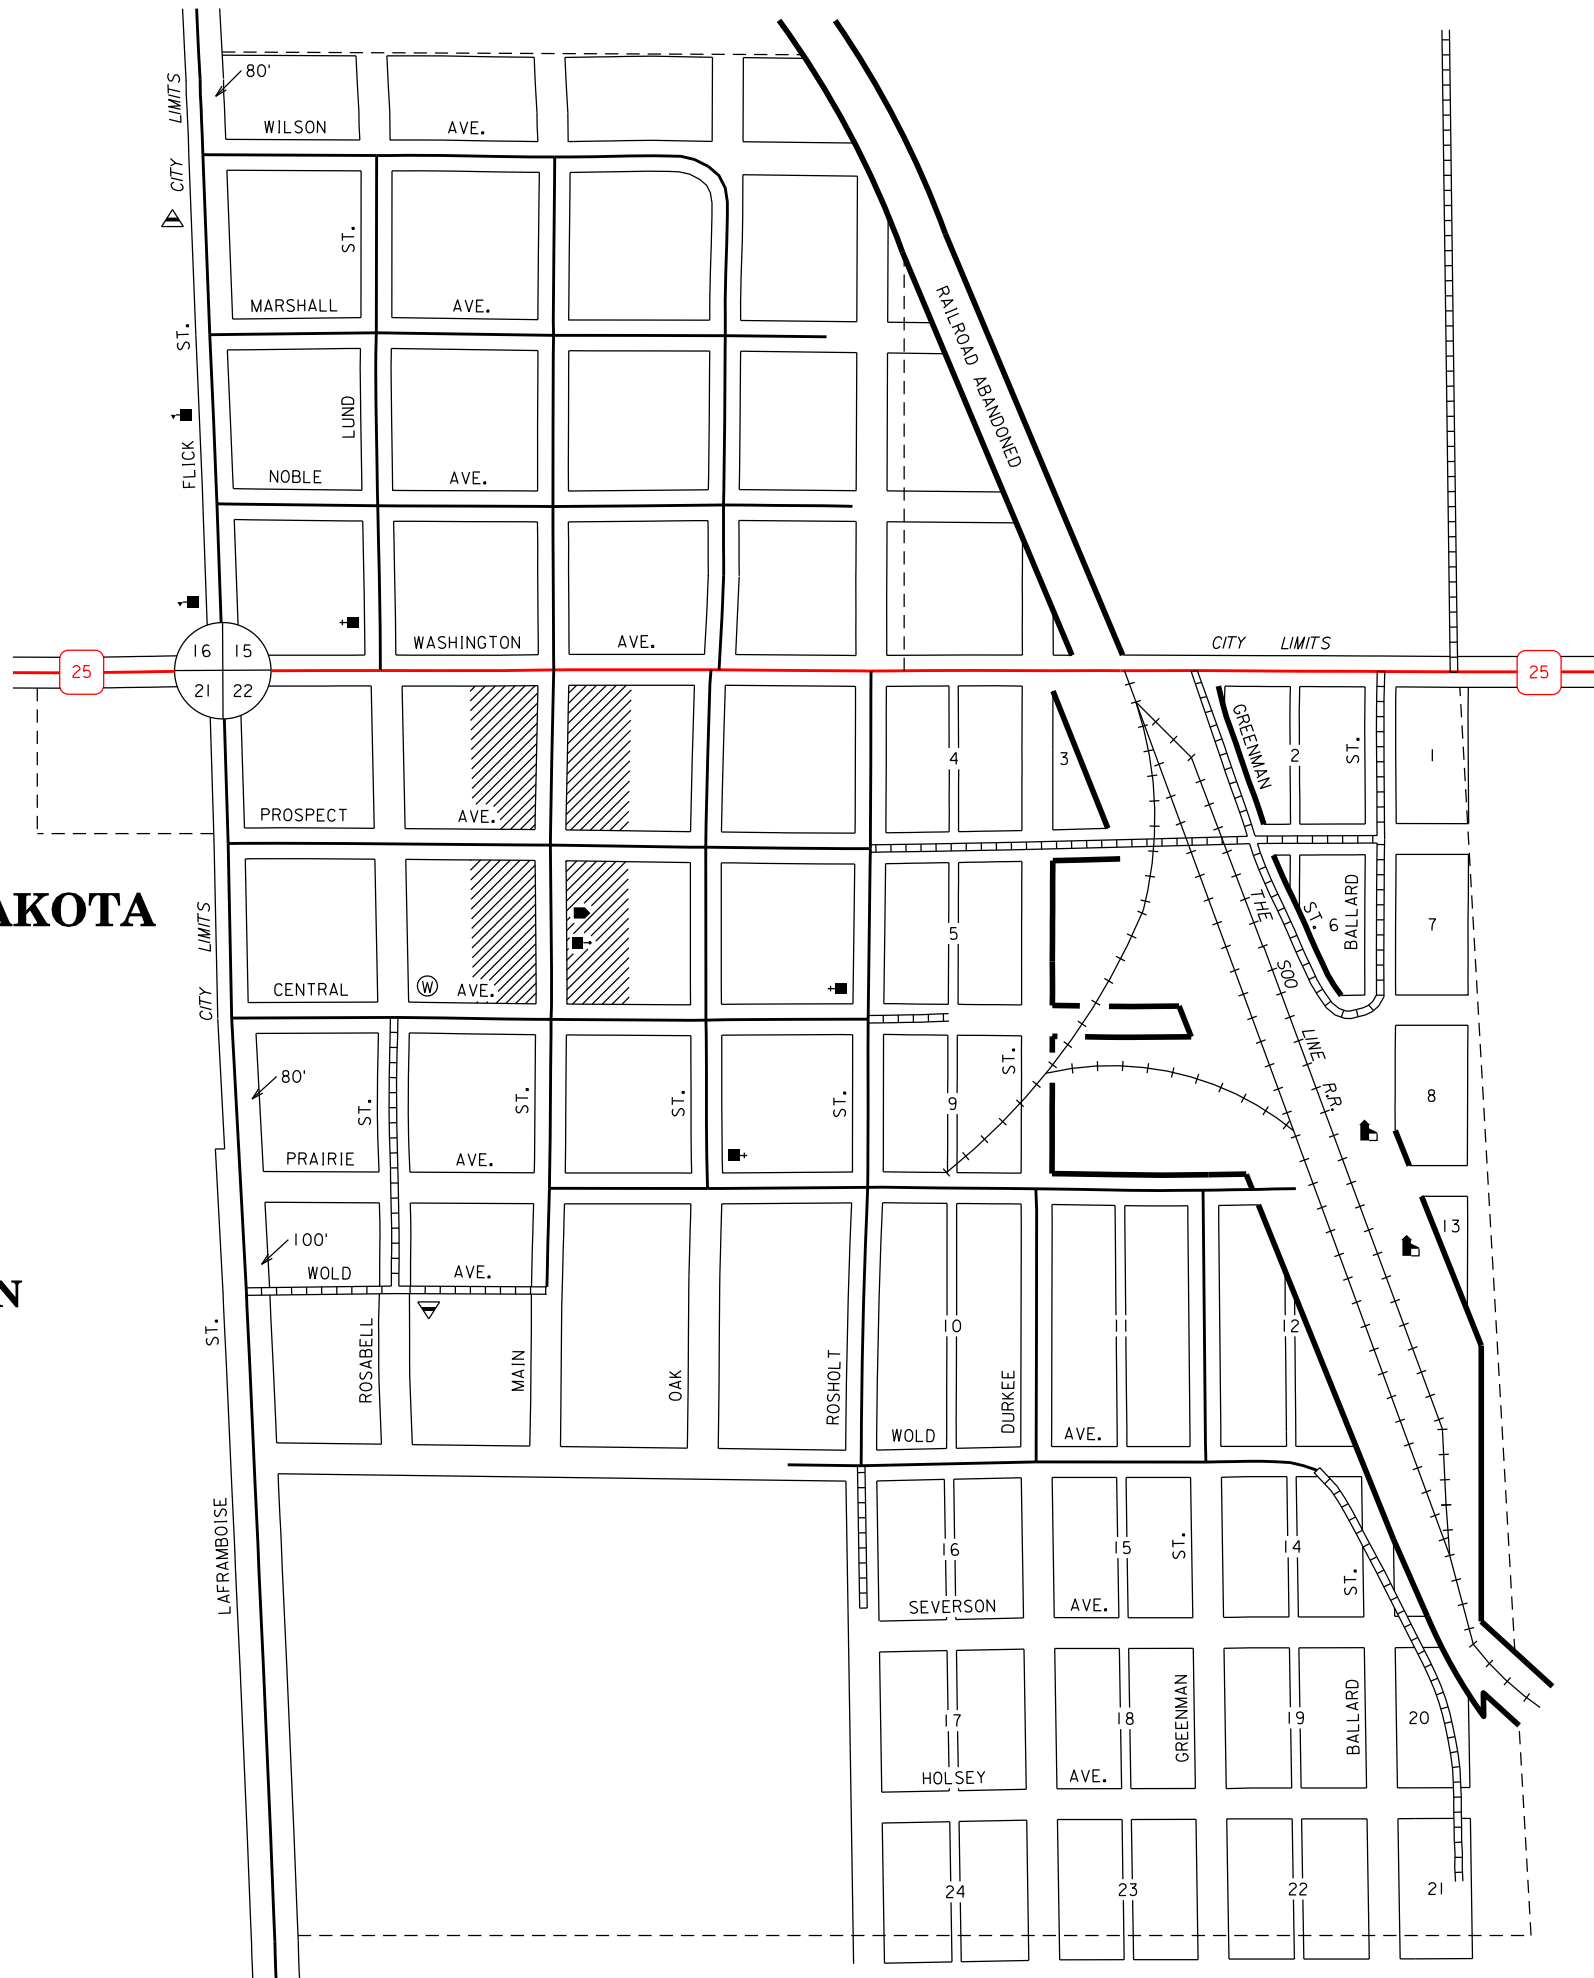 80'
WILSON AVE.
CITY LIMITS
ST.
MARSHALL AVE.
FLICK ST.
LUND
NOBLE AVE.
RAILROAD ABANDONED
WASHINGTON AVE.
CITY LIMITS
16 15
21 22
25
25
4
3
GREENMAN
2
ST.
1
PROSPECT AVE.
AKOTA
CITY LIMITS
5
THE SOO LINE R.R.
ST.
6
BALLARD
7
CENTRAL W AVE.
80'
ST.
ST.
ST.
ST.
9
ST.
8
PRAIRIE AVE.
100'
13
WOLD AVE.
N
ST.
ROSABELL
MAIN
OAK
ROSHOLT
10
DURKEE
11
12
WOLD AVE.
LAFRAMBOISE
16
15
ST.
14
ST.
SEVERSON AVE.
17
18
GREENMAN
19
BALLARD
20
HOLSEY AVE.
24
23
22
21